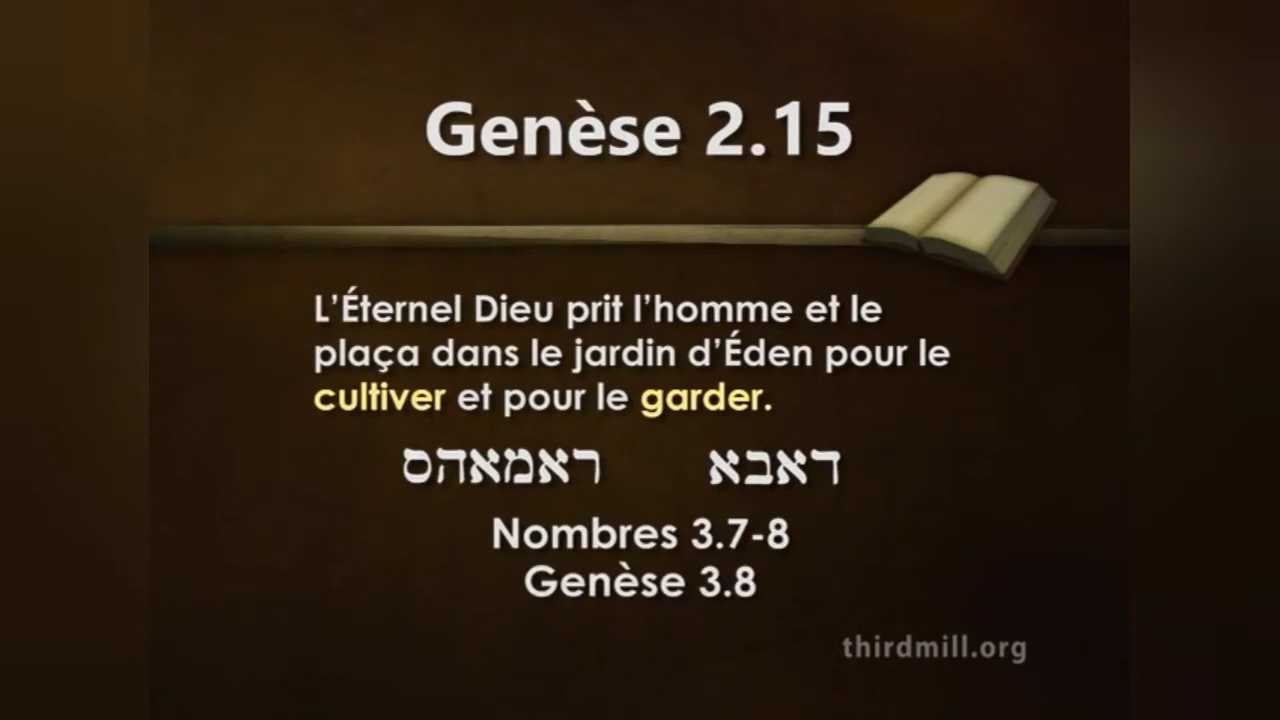 Genèse 2.15
L’Éternel Dieu prit l’homme et le
plaça dans le jardin d’Éden pour le
cultiver et pour le garder.
ראמאהס דאבא
Nombres 3.7-8
Genèse 3.8
thirdmill.org